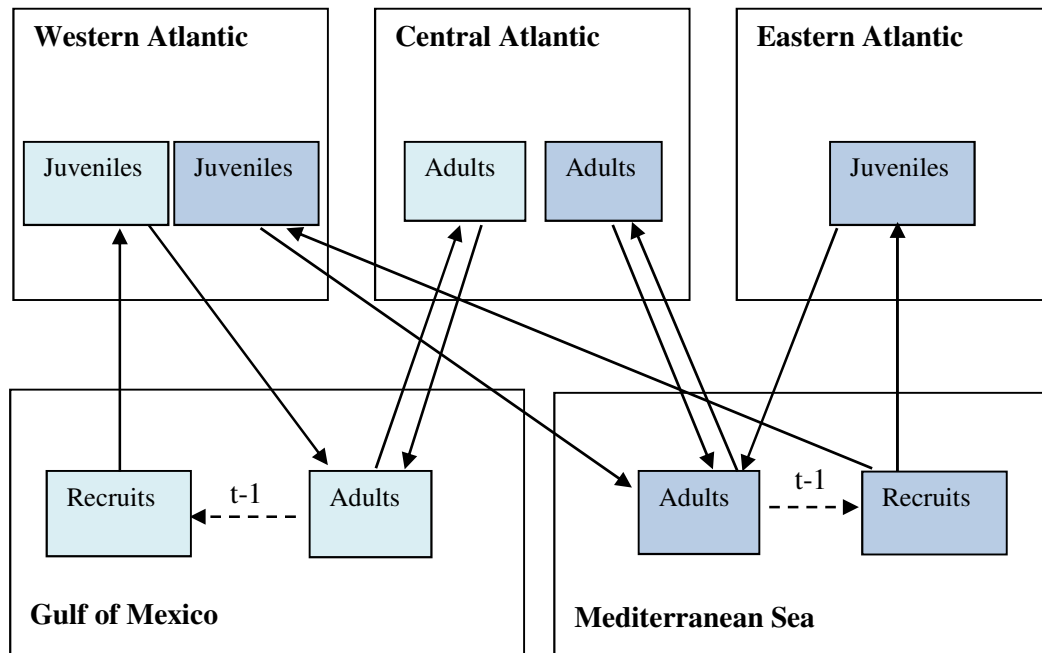 Western Atlantic
Central Atlantic
Eastern Atlantic
Juveniles
Juveniles
Adults
Adults
Juveniles
Recruits
t-1
Adults
Adults
t-1
Recruits
Gulf of Mexico
Mediterranean Sea